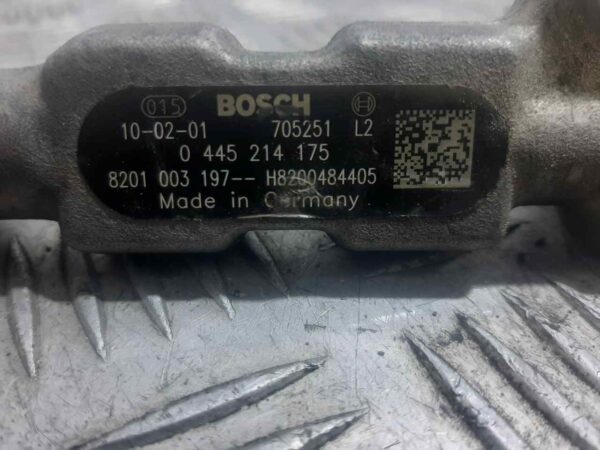 015 BOSCH
10-02-01 705251 L2
0 445 214 175
8201 003 197-- H8200484405
Made in Germany